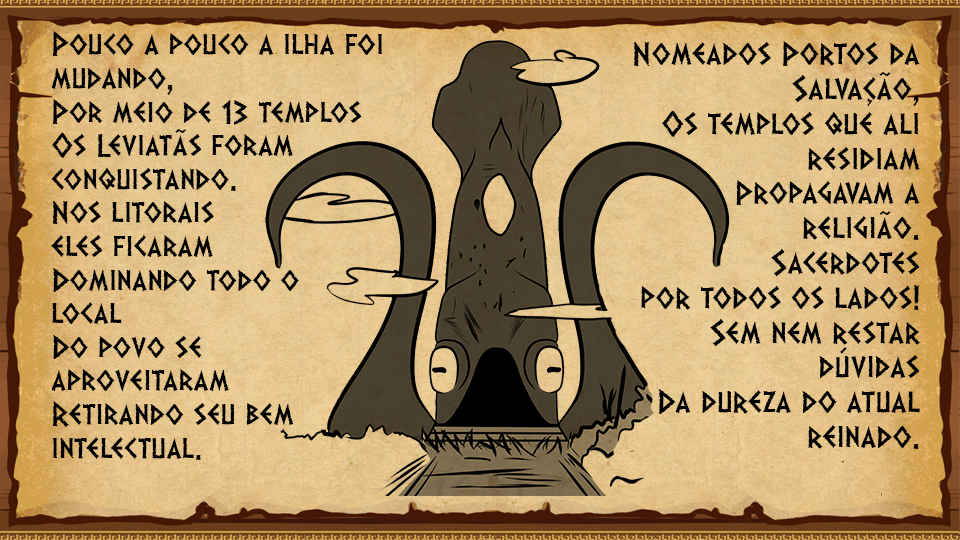 Pouco a pouco a ilha foi
mudando,
por meio de 13 templos
Os Leviatãs foram
conquistando.
Nos litorais
eles ficaram
Dominando todo o
local
Do povo se
aproveitaram
Retirando seu bem
intelectual.
Nomeados Portos da
Salvação,
Os templos que ali
residiam
Propagavam a
religião.
Sacerdotes
por todos os lados!
Sem nem restar
dúvidas
Da dureza do atual
reinado.